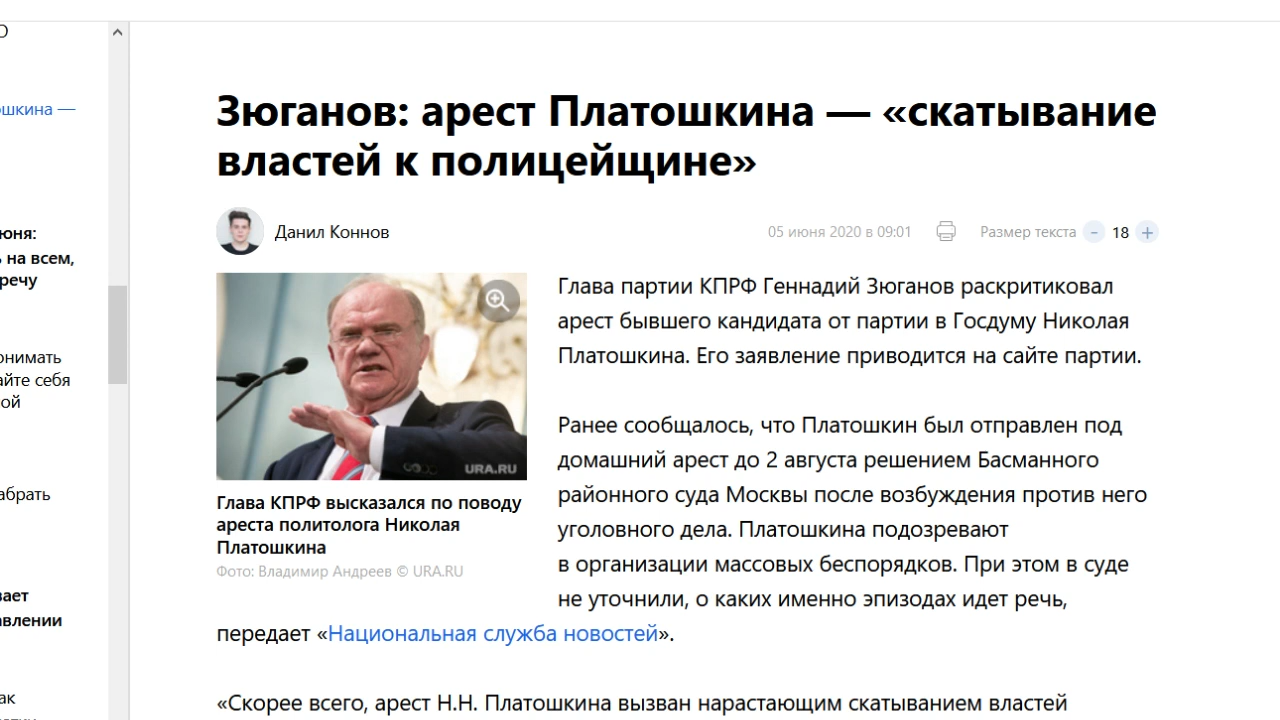 ошкина —
юня:
на всем,
речу
онимать
айте себя
ой
абрать
вает
авлении
ак
Зюганов: арест Платошкина — «скатывание
властей к полицейщине»
Данил Коннов
05 июня 2020 в 09:01
Размер текста - 18 +
URA.RU
Глава КПРФ высказался по поводу
ареста политолога Николая
Платошкина
Фото: Владимир Андреев © URA.RU
Глава партии КПРФ Геннадий Зюганов раскритиковал
арест бывшего кандидата от партии в Госдуму Николая
Платошкина. Его заявление приводится на сайте партии.
Ранее сообщалось, что Платошкин был отправлен под
домашний арест до 2 августа решением Басманного
районного суда Москвы после возбуждения против него
уголовного дела. Платошкина подозревают
в организации массовых беспорядков. При этом в суде
не уточнили, о каких именно эпизодах идет речь,
передает «Национальная служба новостей».
«Скорее всего, арест Н.Н. Платошкина вызван нарастающим скатыванием властей